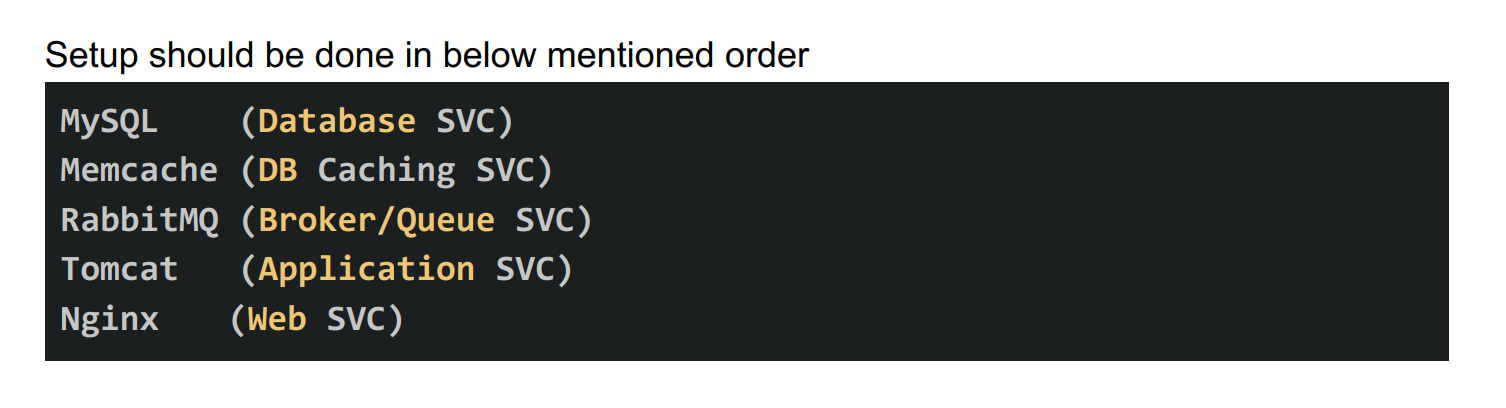 Setup should be done in below mentioned order
MySQL    (Database SVC)
Memcache (DB Caching SVC)
RabbitMQ (Broker/Queue SVC)
Tomcat   (Application SVC)
Nginx   (Web SVC)